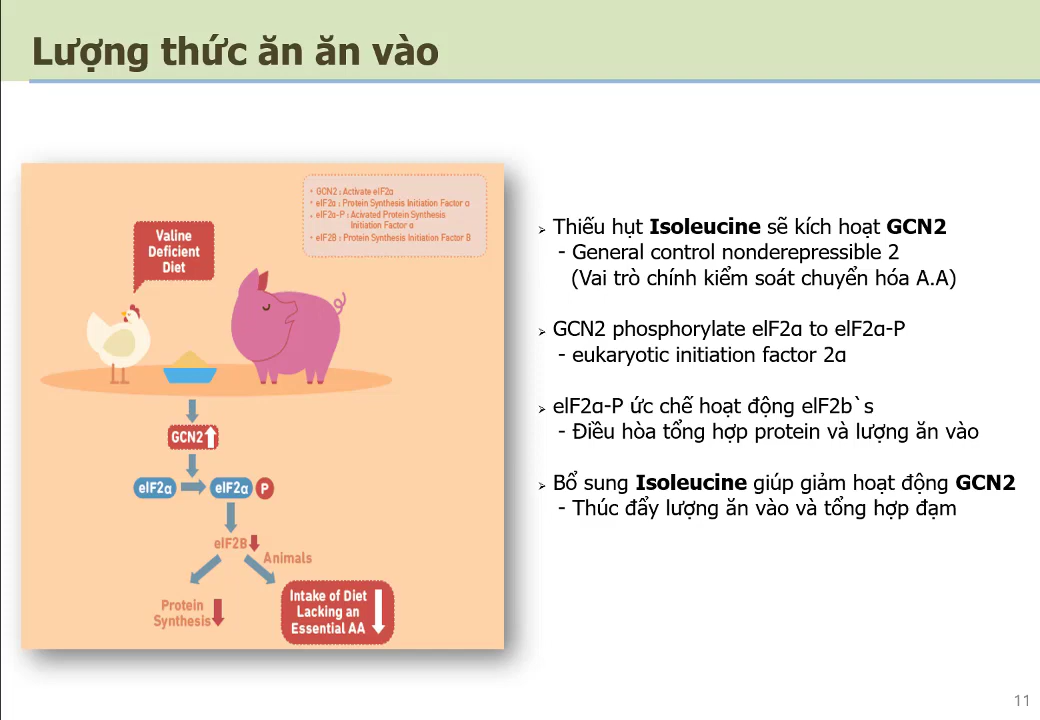 Lượng thức ăn ăn vào
• GCN2 : Activate eIF2α
• eIF2α : Protein Synthesis Initiation Factor α
• eIF2α-P : Acivated Protein Synthesis
Initiation Factor α
• eIF2B : Protein Synthesis Initiation Factor B
Valine
Deficient
Diet
GCN2
eIF2α
eIF2α
P
eIF2B
Animals
Protein
Synthesis
Intake of Diet
Lacking an
Essential AA
➢ Thiếu hụt Isoleucine sẽ kích hoạt GCN2
- General control nonderepressible 2
(Vai trò chính kiểm soát chuyển hóa A.A)
➢ GCN2 phosphorylate elF2α to elF2α-P
- eukaryotic initiation factor 2α
➢ elF2α-P ức chế hoạt động elF2b`s
- Điều hòa tổng hợp protein và lượng ăn vào
➢ Bổ sung Isoleucine giúp giảm hoạt động GCN2
- Thúc đẩy lượng ăn vào và tổng hợp đạm
11